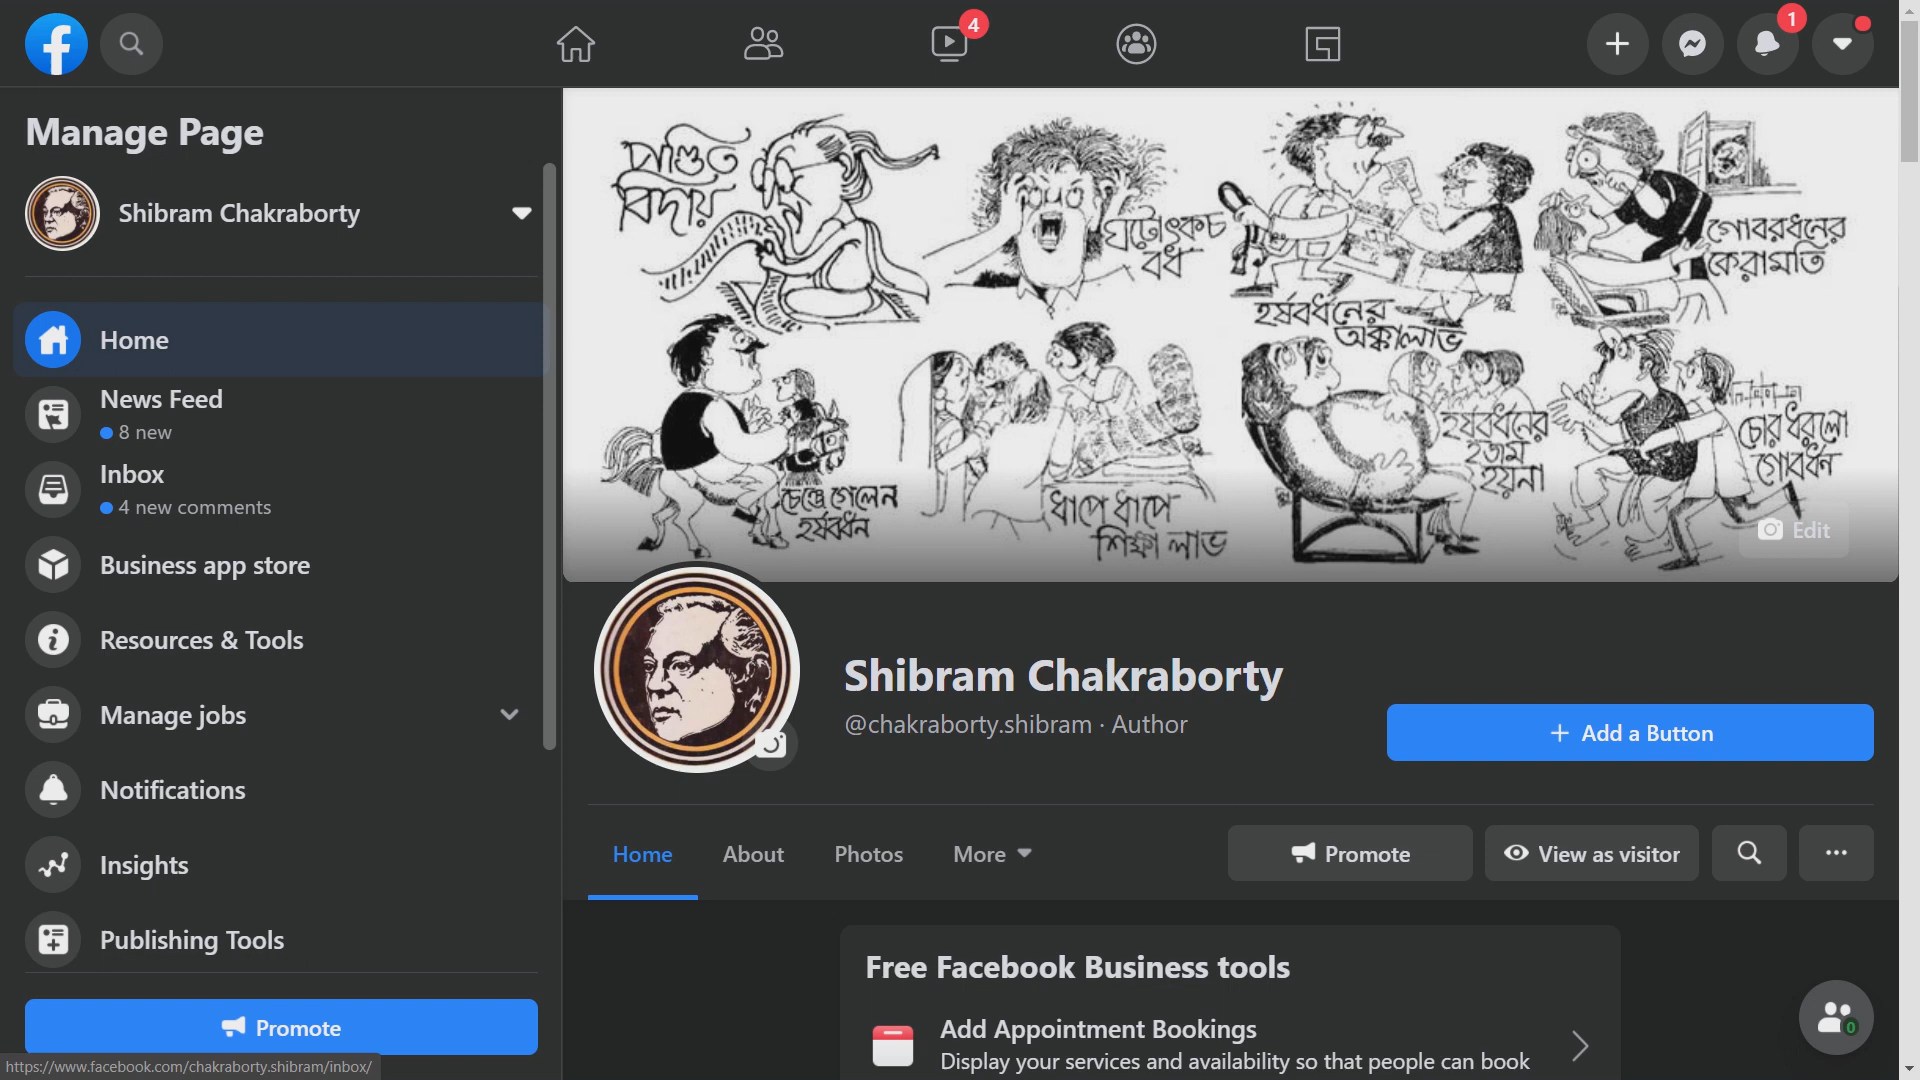 4
1
Manage Page
Shibram Chakraborty
Home
News Feed
8 new
Inbox
4 new comments
Business app store
Resources & Tools
Manage jobs
Notifications
Insights
Publishing Tools
Promote
https://www.facebook.com/chakraborty.shibram/inbox/
পণ্ডিত
বিদায়
ঘটোৎকচ
বধ
হর্ষবর্ধনের
অক্কালাভ
গোবরধনের
কেরামতি
চেঞ্জে গেলেন
হর্ষবর্ধন
ধাপে ধাপে
শিক্ষা লাভ
হর্ষবর্ধনের
হজম
হয়না
চোর ধরলো
গোবর্ধন
Edit
Shibram Chakraborty
@chakraborty.shibram · Author
+ Add a Button
Home
About
Photos
More
Promote
View as visitor
Free Facebook Business tools
Add Appointment Bookings
Display your services and availability so that people can book
0